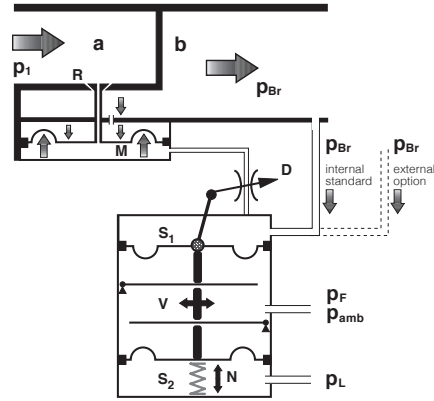 a b
p1
R
pBr
M
D
pBr pBr
internal external
standard option
S1
V
pF
pamb
S2 N
pL